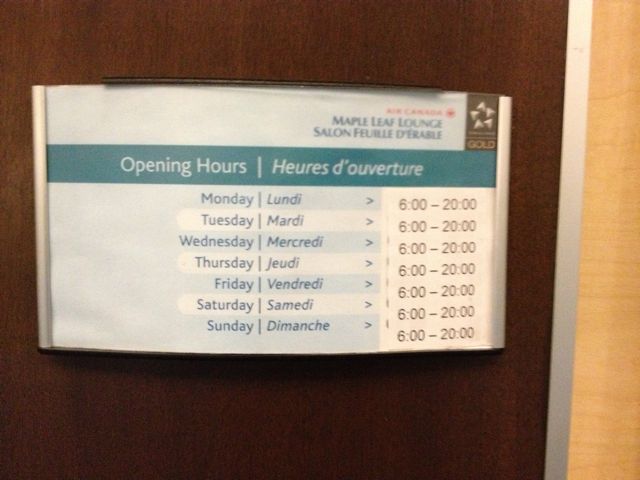 AIR CANADA
MAPLE LEAF LOUNGE
SALON FEUILLE D'ÉRABLE
GOLD
Opening Hours | Heures d'ouverture
Monday | Lundi > 6:00 – 20:00
Tuesday | Mardi > 6:00 – 20:00
Wednesday | Mercredi > 6:00 – 20:00
Thursday | Jeudi > 6:00 – 20:00
Friday | Vendredi > 6:00 – 20:00
Saturday | Samedi > 6:00 – 20:00
Sunday | Dimanche > 6:00 – 20:00